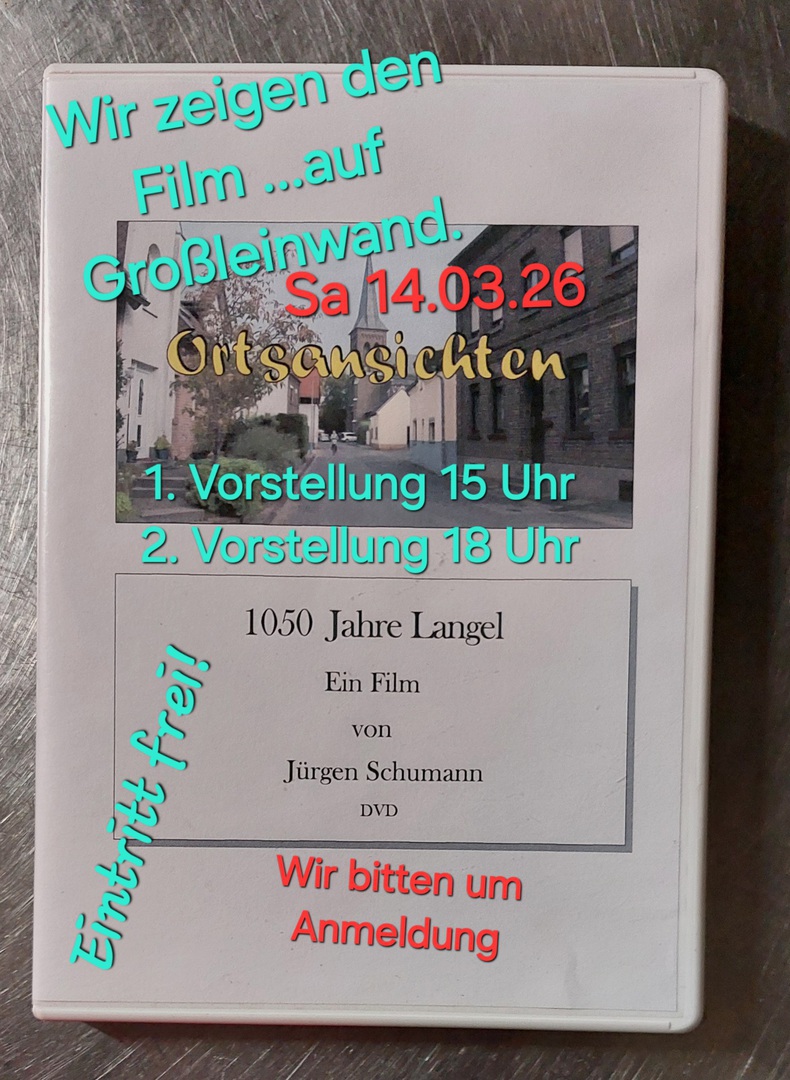 Wir zeigen den
Film ...auf
Großleinwand.
Sa 14.03.26
Ortsansichten
1. Vorstellung 15 Uhr
2. Vorstellung 18 Uhr
1050 Jahre Langel
Ein Film
von
Jürgen Schumann
DVD
Eintritt frei!
Wir bitten um
Anmeldung